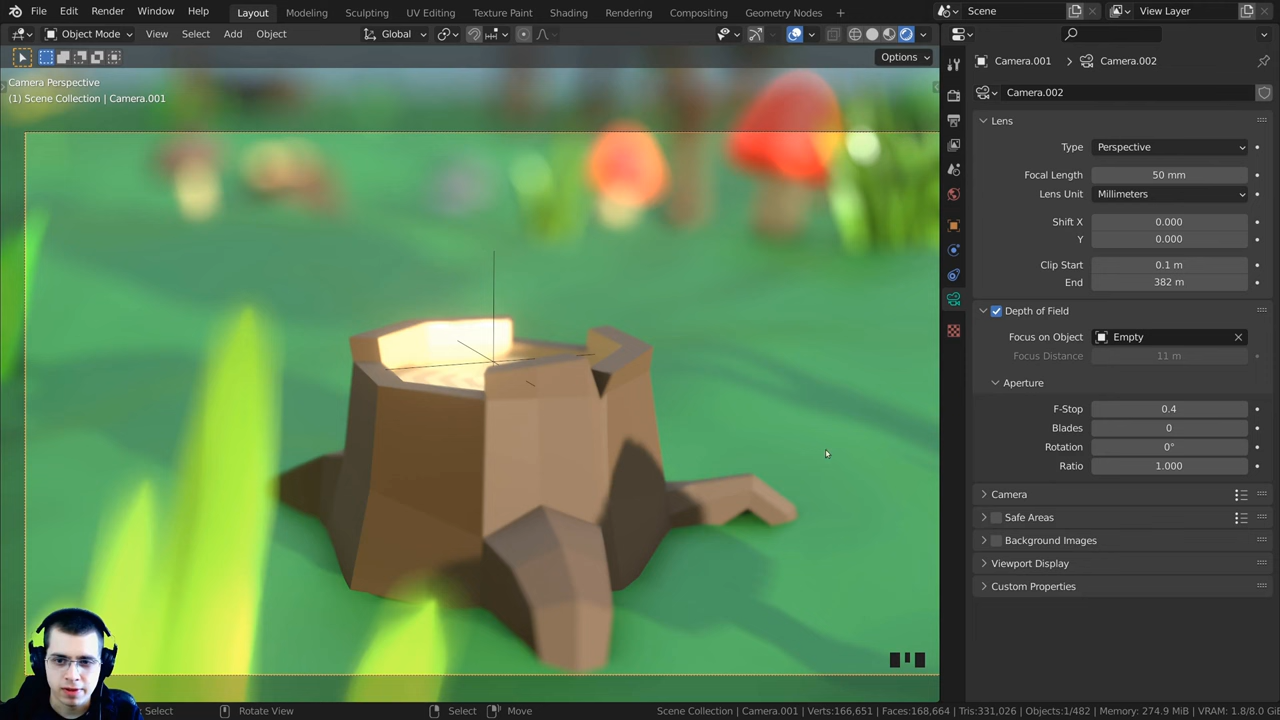 File Edit Render Window Help Layout Modeling Sculpting UV Editing Texture Paint Shading Rendering Compositing Geometry Nodes + Scene View Layer
Object Mode View Select Add Object Global
Options
Camera Perspective
(1) Scene Collection | Camera.001
Camera.001 > Camera.002
Camera.002
Lens
Type Perspective
Focal Length 50 mm
Lens Unit Millimeters
Shift X 0.000
Y 0.000
Clip Start 0.1 m
End 382 m
Depth of Field
Focus on Object Empty
Focus Distance 11 m
Aperture
F-Stop 0.4
Blades 0
Rotation 0°
Ratio 1.000
Camera
Safe Areas
Background Images
Viewport Display
Custom Properties
Select Rotate View Select Move Scene Collection | Camera.001 | Verts:166,651 | Faces:168,664 | Tris:331,026 | Objects:1/482 | Memory: 274.9 MiB | VRAM: 1.8/8.0